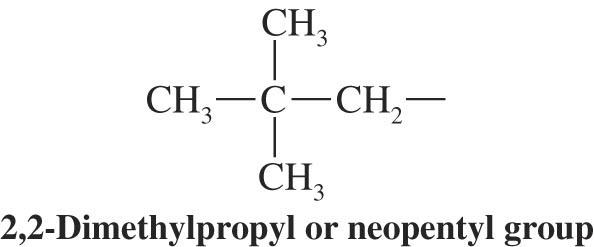 CH₃
CH₃—C—CH₂—
CH₃
2,2-Dimethylpropyl or neopentyl group